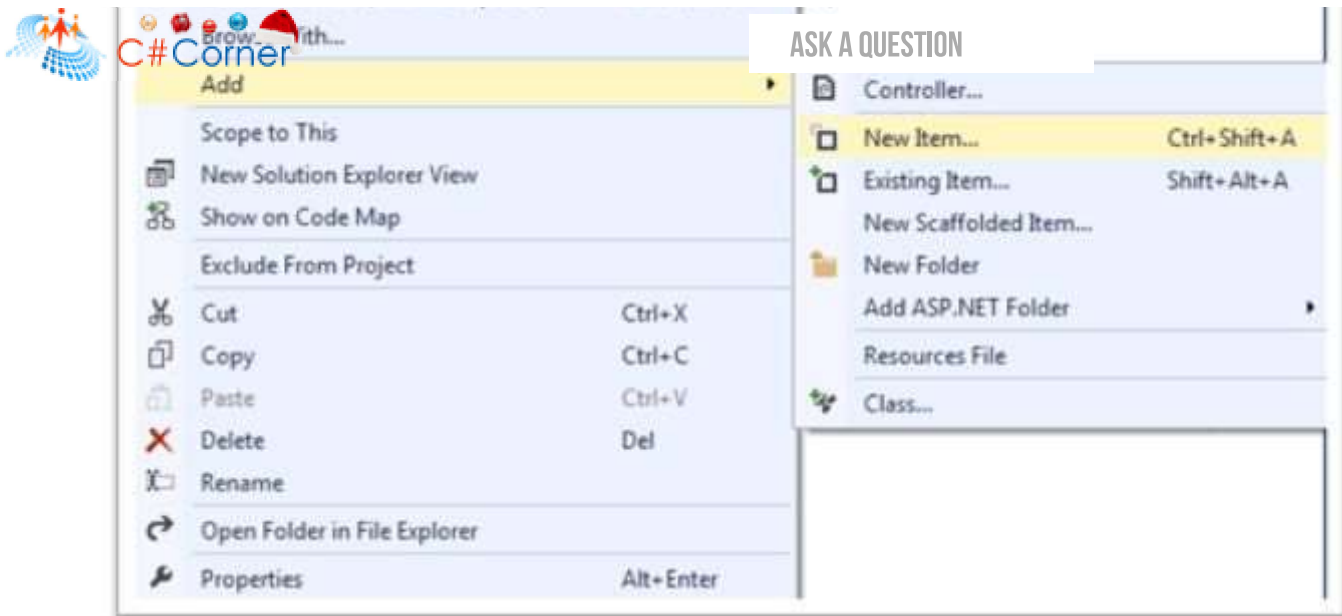 C#Corner
With...
ASK A QUESTION
Add
Scope to This
New Solution Explorer View
Show on Code Map
Exclude From Project
Cut Ctrl+X
Copy Ctrl+C
Paste Ctrl+V
Delete Del
Rename
Open Folder in File Explorer
Properties Alt+Enter
Controller...
New Item... Ctrl+Shift+A
Existing Item... Shift+Alt+A
New Scaffolded Item...
New Folder
Add ASP.NET Folder
Resources File
Class...